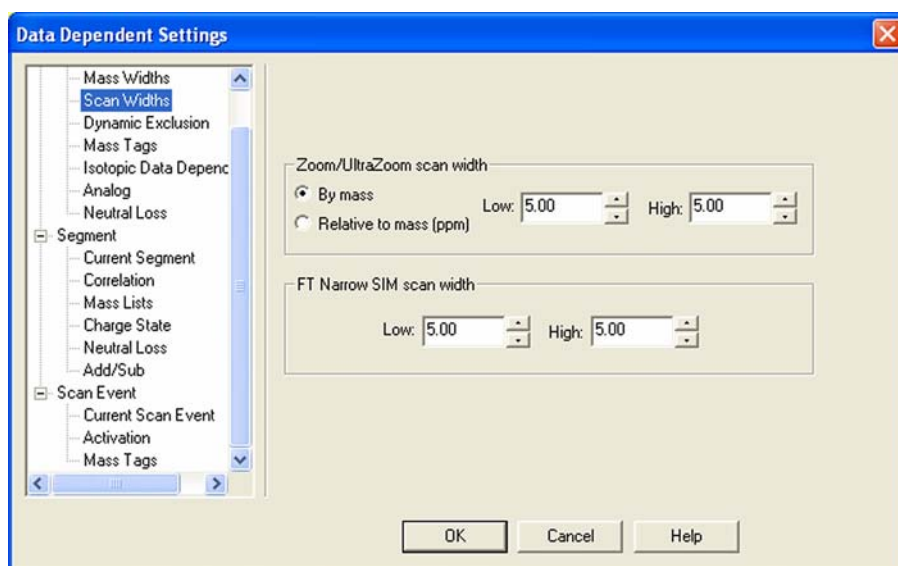 Data Dependent Settings
Mass Widths
Scan Widths
Dynamic Exclusion
Mass Tags
Isotopic Data Depenc
Analog
Neutral Loss
Segment
Current Segment
Correlation
Mass Lists
Charge State
Neutral Loss
Add/Sub
Scan Event
Current Scan Event
Activation
Mass Tags
Zoom/UltraZoom scan width
By mass
Relative to mass (ppm)
Low: 5.00 High: 5.00
FT Narrow SIM scan width
Low: 5.00 High: 5.00
OK Cancel Help